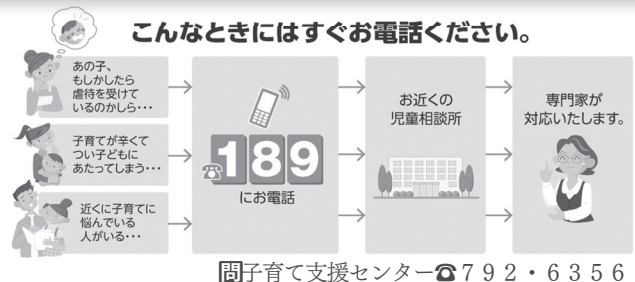 こんなときにはすぐお電話ください。
あの子、
もしかしたら
虐待を受けて
いるのかしら・・・
子育てが辛くて
つい子どもに
あたってしまう・・・
近くに子育てに
悩んでいる
人がいる・・・
☎189
にお電話
お近くの
児童相談所
専門家が
対応いたします。
問子育て支援センター☎７９２・６３５６